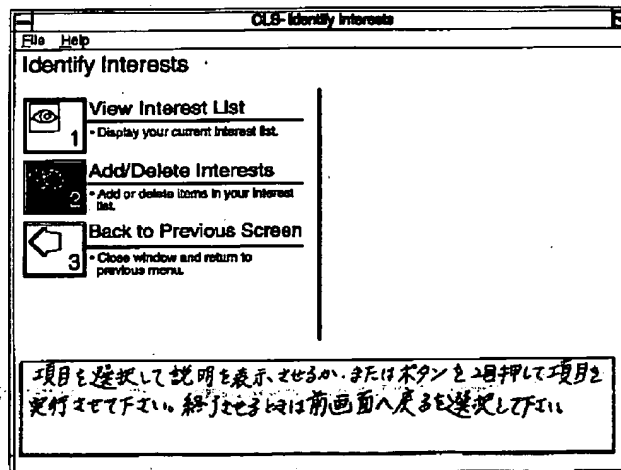 CLS-Identify Interests
File Help
Identify Interests
1
View Interest List
• Display your current interest list.
2
Add/Delete Interests
• Add or delete items in your interest
list.
3
Back to Previous Screen
• Close window and return to
previous menu.
項目を選択して説明を表示させるか、またはボタンを2回押して項目を
実行させて下さい。終了させるときは前画面へ戻るを選択して下さい